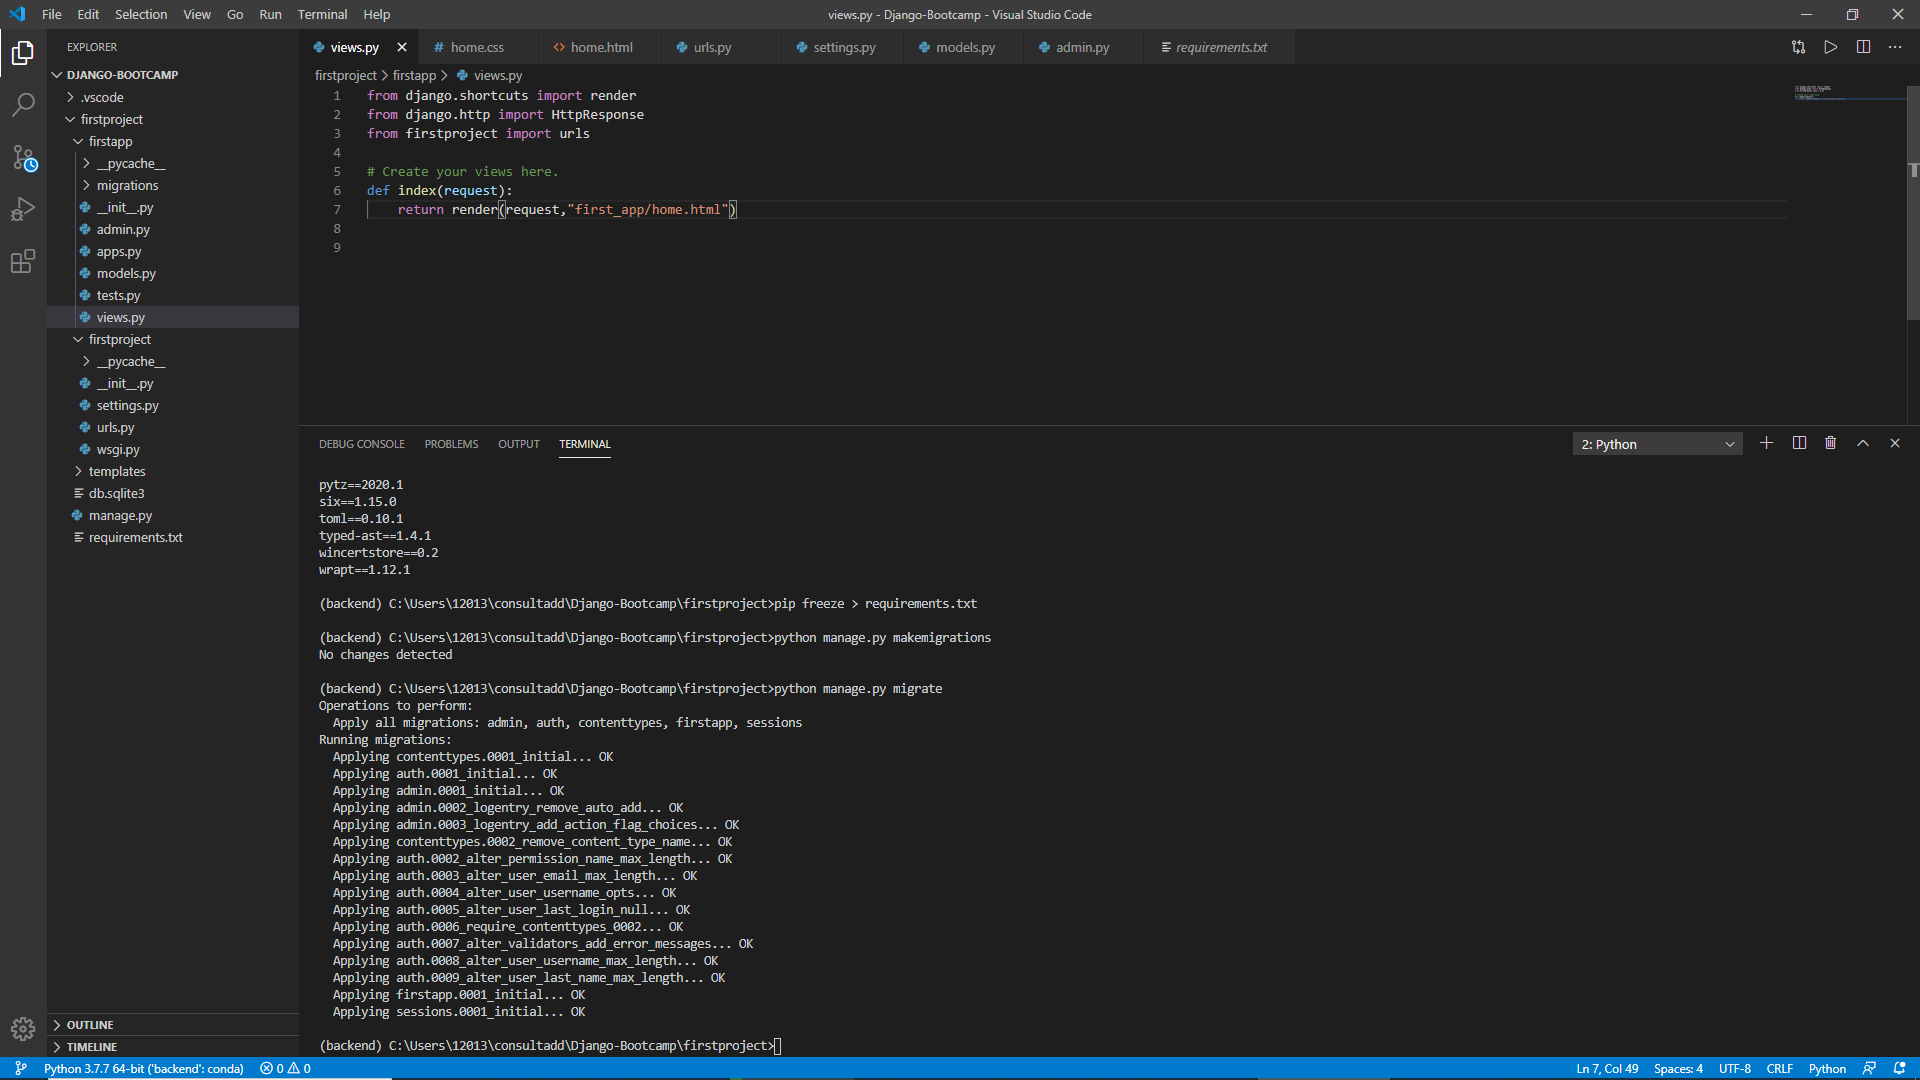 File Edit Selection View Go Run Terminal Help
views.py - Django-Bootcamp - Visual Studio Code
EXPLORER
DJANGO-BOOTCAMP
.vscode
firstproject
firstapp
__pycache__
migrations
__init__.py
admin.py
apps.py
models.py
tests.py
views.py
firstproject
__pycache__
__init__.py
settings.py
urls.py
wsgi.py
templates
db.sqlite3
manage.py
requirements.txt
OUTLINE
TIMELINE
views.py home.css home.html urls.py settings.py models.py admin.py requirements.txt
firstproject > firstapp > views.py
1 from django.shortcuts import render
2 from django.http import HttpResponse
3 from firstproject import urls
4
5 # Create your views here.
6 def index(request):
7 return render(request,"first_app/home.html")
8
9
DEBUG CONSOLE PROBLEMS OUTPUT TERMINAL
2: Python
pytz==2020.1
six==1.15.0
toml==0.10.1
typed-ast==1.4.1
wincertstore==0.2
wrapt==1.12.1
(backend) C:\Users\12013\consultadd\Django-Bootcamp\firstproject>pip freeze > requirements.txt
(backend) C:\Users\12013\consultadd\Django-Bootcamp\firstproject>python manage.py makemigrations
No changes detected
(backend) C:\Users\12013\consultadd\Django-Bootcamp\firstproject>python manage.py migrate
Operations to perform:
Apply all migrations: admin, auth, contenttypes, firstapp, sessions
Running migrations:
Applying contenttypes.0001_initial... OK
Applying auth.0001_initial... OK
Applying admin.0001_initial... OK
Applying admin.0002_logentry_remove_auto_add... OK
Applying admin.0003_logentry_add_action_flag_choices... OK
Applying contenttypes.0002_remove_content_type_name... OK
Applying auth.0002_alter_permission_name_max_length... OK
Applying auth.0003_alter_user_email_max_length... OK
Applying auth.0004_alter_user_username_opts... OK
Applying auth.0005_alter_user_last_login_null... OK
Applying auth.0006_require_contenttypes_0002... OK
Applying auth.0007_alter_validators_add_error_messages... OK
Applying auth.0008_alter_user_username_max_length... OK
Applying auth.0009_alter_user_last_name_max_length... OK
Applying firstapp.0001_initial... OK
Applying sessions.0001_initial... OK
(backend) C:\Users\12013\consultadd\Django-Bootcamp\firstproject>
Python 3.7.7 64-bit ('backend': conda) 0 0
Ln 7, Col 49 Spaces: 4 UTF-8 CRLF Python